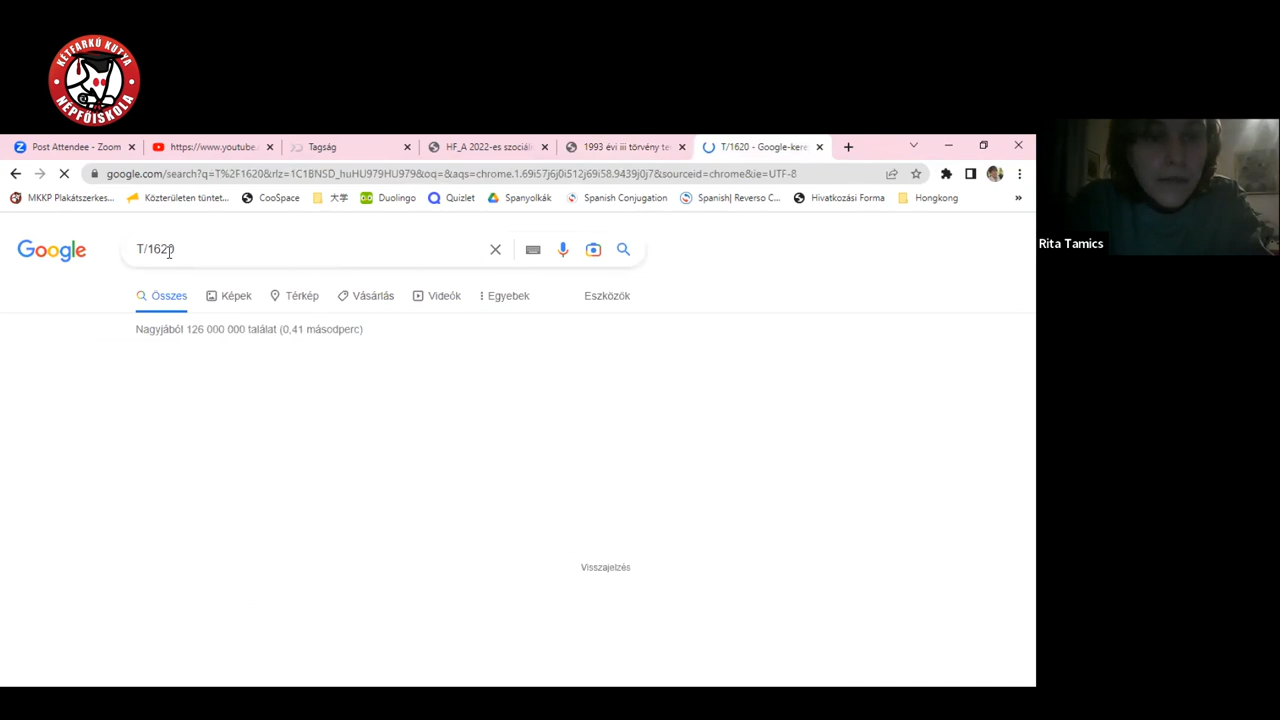 KÉTFARKÚ KUTYA
NÉPFŐISKOLA
Post Attendee - Zoom
https://www.youtube.
Tagság
HF_A 2022-es szociáli
1993 évi iii törvény te
T/1620 - Google-kere
google.com/search?q=T%2F1620&rlz=1C1BNSD_huHU979HU979&oq=&aqs=chrome.1.69i57j6j0i512j69i58.9439j0j7&sourceid=chrome&ie=UTF-8
MKKP Plakátszerkes...
Közterületen tüntet...
CooSpace
大学
Duolingo
Quizlet
Spanyolkák
Spanish Conjugation
Spanish| Reverso C...
Hivatkozási Forma
Hongkong
»
Google
T/1620
Összes
Képek
Térkép
Vásárlás
Videók
Egyebek
Eszközök
Nagyjából 126 000 000 találat (0,41 másodperc)
Visszajelzés
Rita Tamics